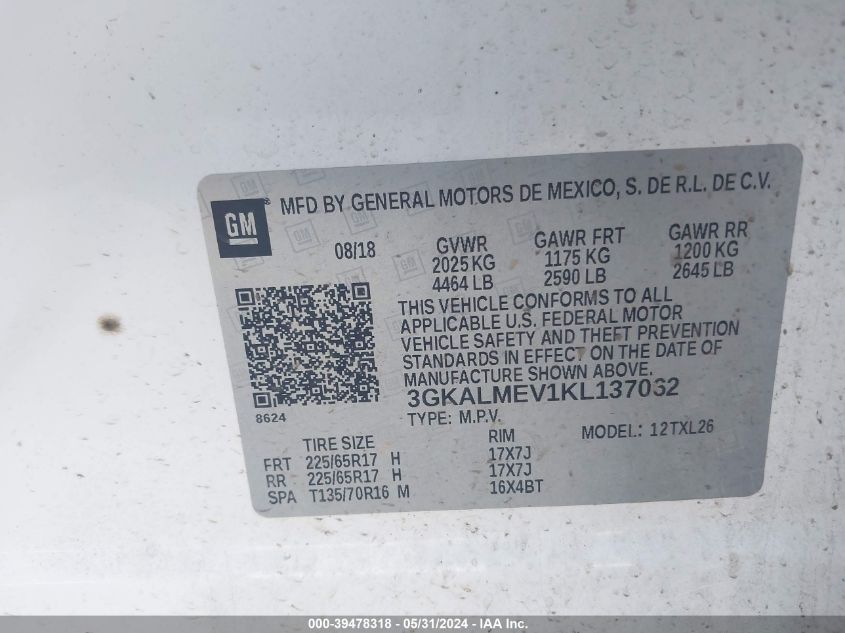 GM
MFD BY GENERAL MOTORS DE MEXICO, S. DE R.L. DE C.V.
08/18 GVWR GAWR FRT GAWR RR
2025 KG 1175 KG 1200 KG
4464 LB 2590 LB 2645 LB
THIS VEHICLE CONFORMS TO ALL
APPLICABLE U.S. FEDERAL MOTOR
VEHICLE SAFETY AND THEFT PREVENTION
STANDARDS IN EFFECT ON THE DATE OF
MANUFACTURE SHOWN ABOVE.
3GKALMEV1KL137062
8624
TYPE: M.P.V. MODEL: 12TXL26
TIRE SIZE RIM
FRT 225/65R17 H 17X7J
RR 225/65R17 H 17X7J
SPA T135/70R16 M 16X4BT
000-39478318 - 05/31/2024 - IAA Inc.